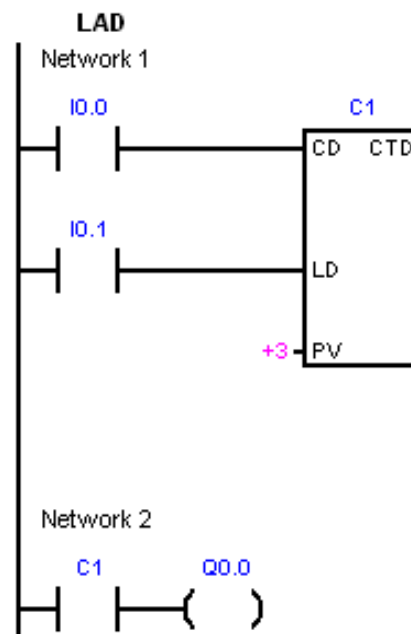 LAD
Network 1
I0.0
C1
CD CTD
I0.1
LD
+3 PV
Network 2
C1 Q0.0